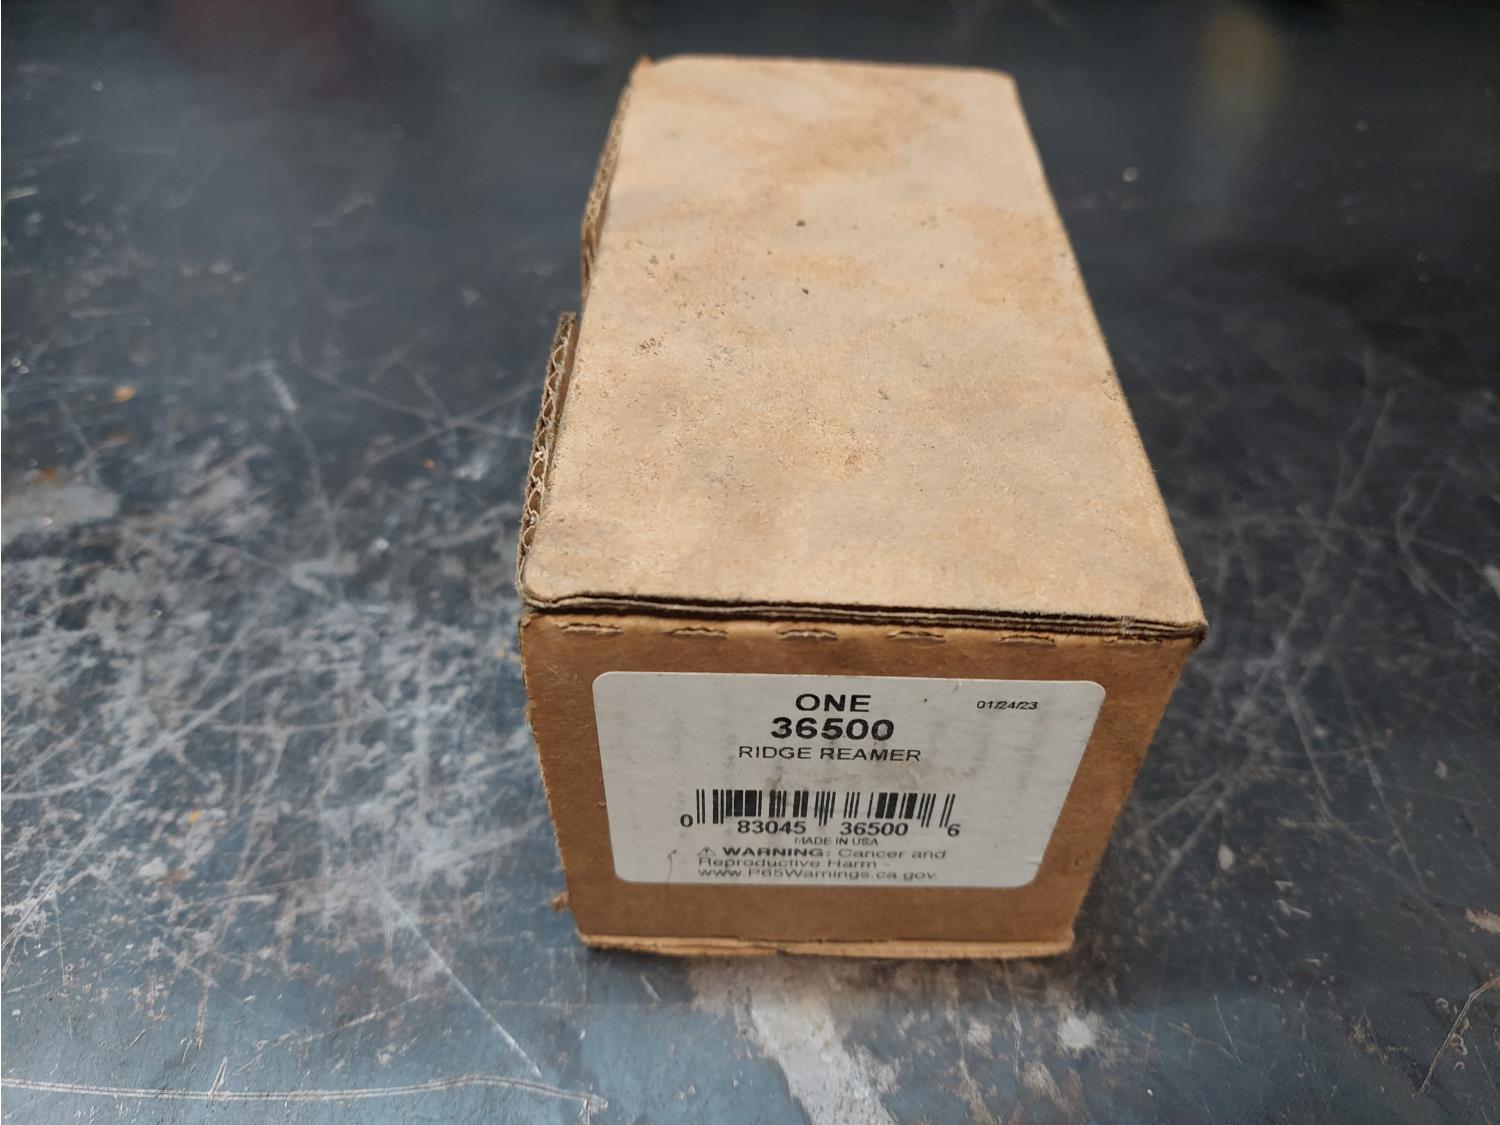 ONE
01/24/23
36500
RIDGE REAMER
0 83045 36500 6
MADE IN USA
⚠ WARNING: Cancer and
Reproductive Harm -
www.P65Warnings.ca.gov.